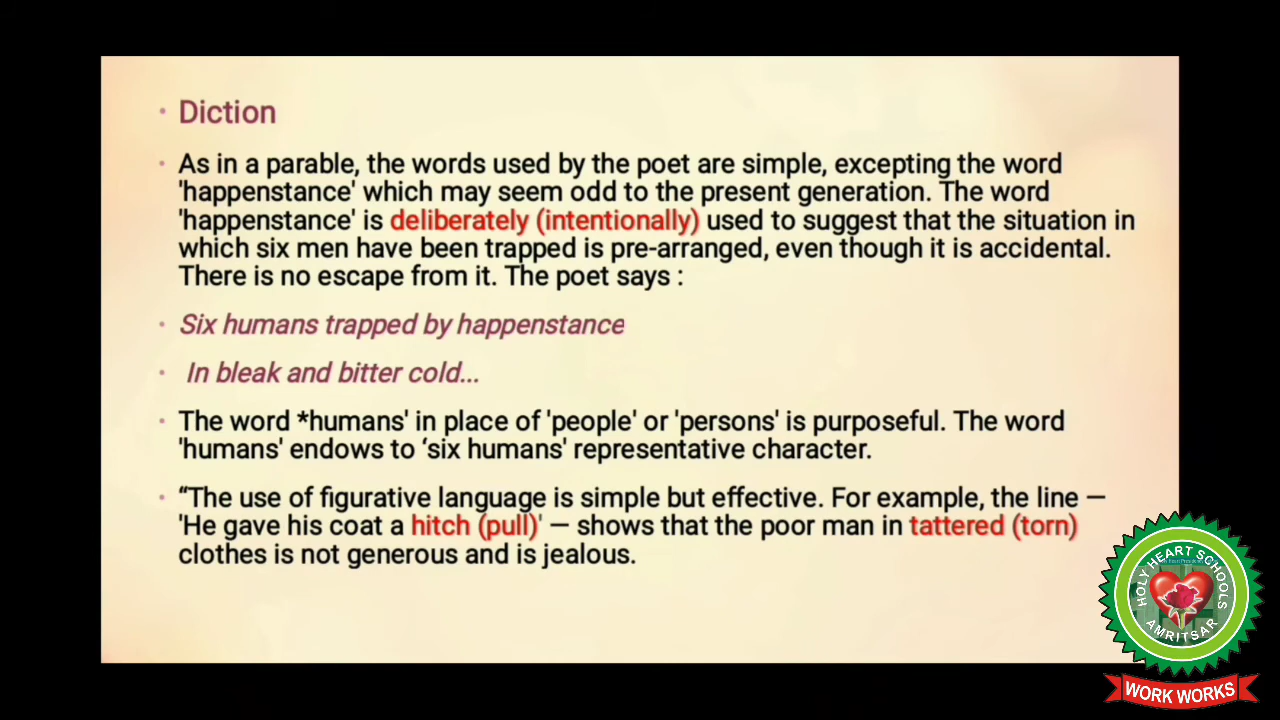 • Diction
• As in a parable, the words used by the poet are simple, excepting the word
'happenstance' which may seem odd to the present generation. The word
'happenstance' is deliberately (intentionally) used to suggest that the situation in
which six men have been trapped is pre-arranged, even though it is accidental.
There is no escape from it. The poet says :
• Six humans trapped by happenstance
• In bleak and bitter cold...
• The word *humans' in place of 'people' or 'persons' is purposeful. The word
'humans' endows to ‘six humans' representative character.
• “The use of figurative language is simple but effective. For example, the line —
'He gave his coat a hitch (pull)' — shows that the poor man in tattered (torn)
clothes is not generous and is jealous.
HOLY HEART SCHOOLS
AMRITSAR
WORK WORKS